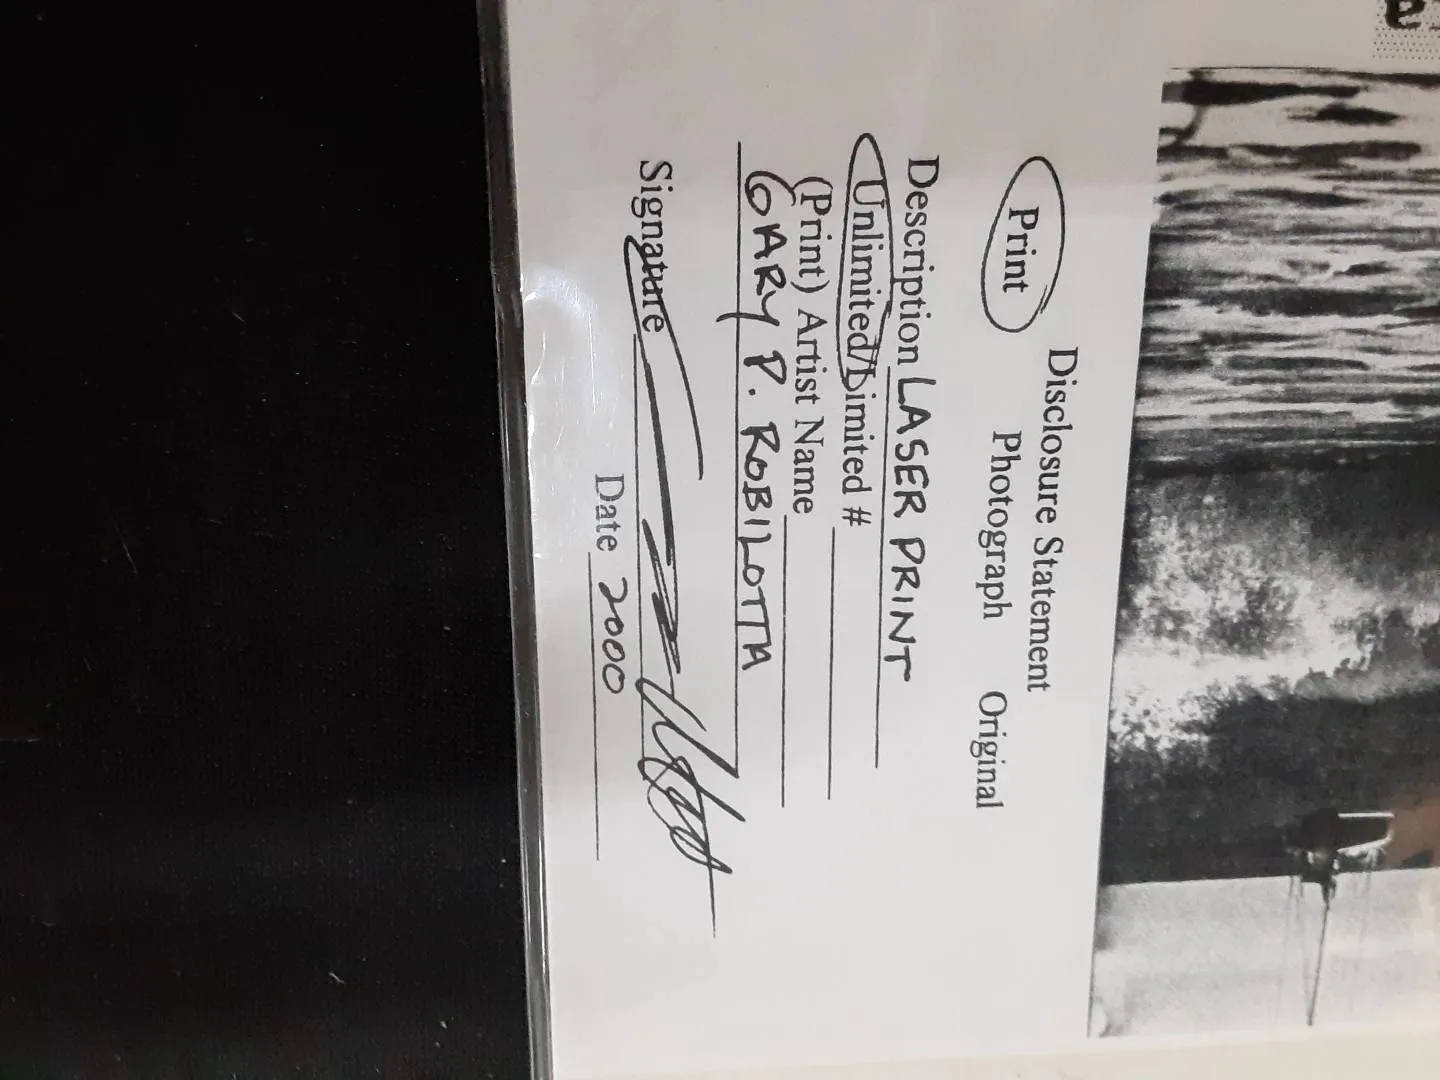 Disclosure Statement
Print Photograph Original
Description LASER PRINT
Unlimited/Limited #
(Print) Artist Name
GARY P. ROBILOTTA
Signature
Date 2000